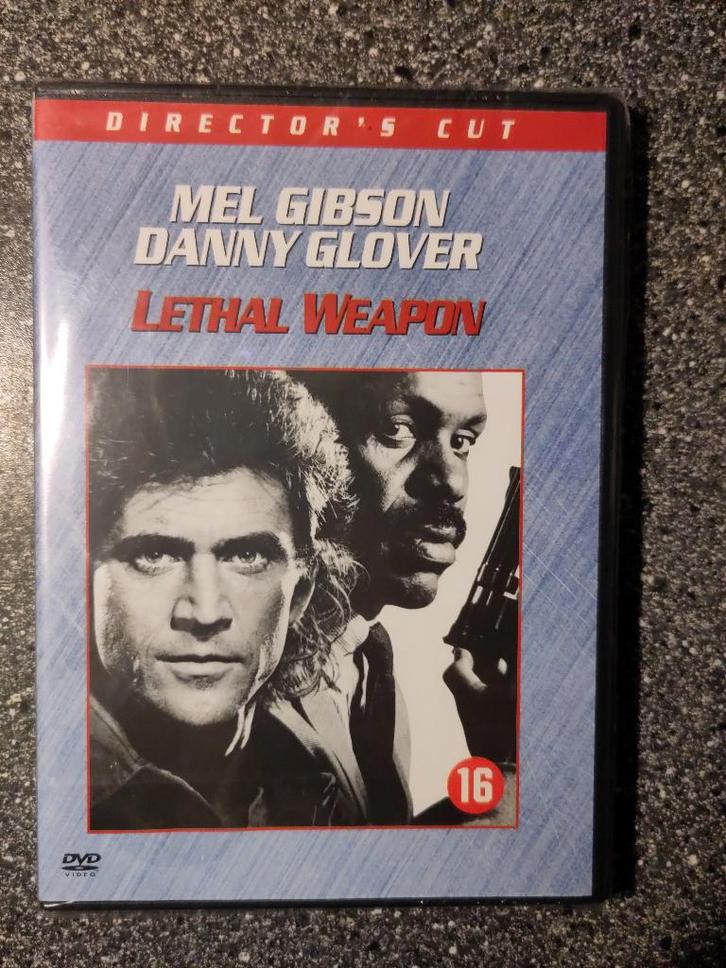 DIRECTOR'S CUT
MEL GIBSON
DANNY GLOVER
LETHAL WEAPON
16
DVD
VIDEO